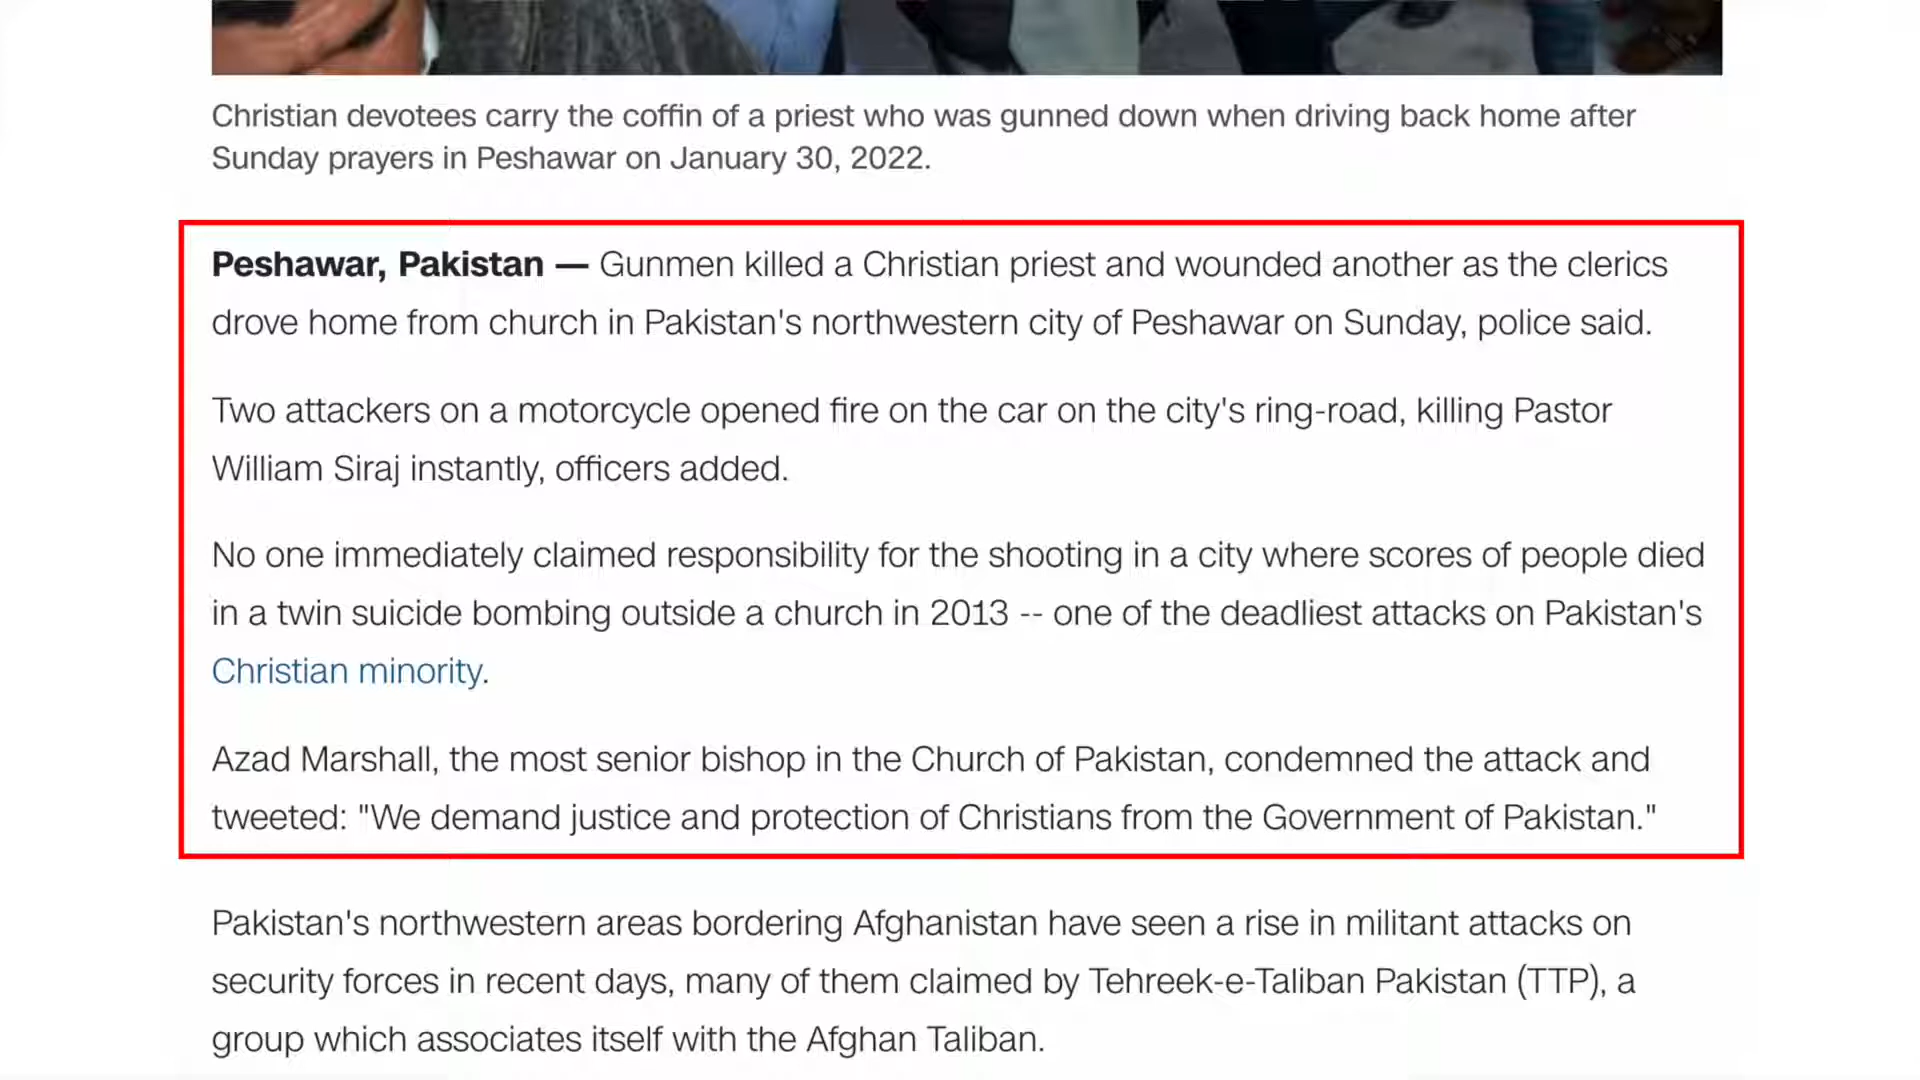 Christian devotees carry the coffin of a priest who was gunned down when driving back home after
Sunday prayers in Peshawar on January 30, 2022.
Peshawar, Pakistan — Gunmen killed a Christian priest and wounded another as the clerics
drove home from church in Pakistan's northwestern city of Peshawar on Sunday, police said.
Two attackers on a motorcycle opened fire on the car on the city's ring-road, killing Pastor
William Siraj instantly, officers added.
No one immediately claimed responsibility for the shooting in a city where scores of people died
in a twin suicide bombing outside a church in 2013 -- one of the deadliest attacks on Pakistan's
Christian minority.
Azad Marshall, the most senior bishop in the Church of Pakistan, condemned the attack and
tweeted: "We demand justice and protection of Christians from the Government of Pakistan."
Pakistan's northwestern areas bordering Afghanistan have seen a rise in militant attacks on
security forces in recent days, many of them claimed by Tehreek-e-Taliban Pakistan (TTP), a
group which associates itself with the Afghan Taliban.